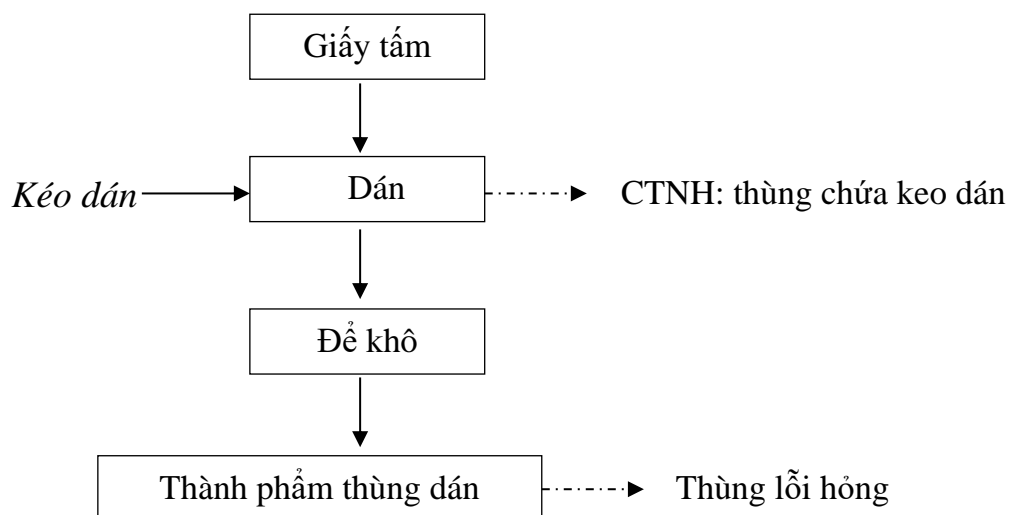 Giấy tấm
Kéo dán
Dán
CTNH: thùng chứa keo dán
Để khô
Thành phẩm thùng dán
Thùng lỗi hỏng